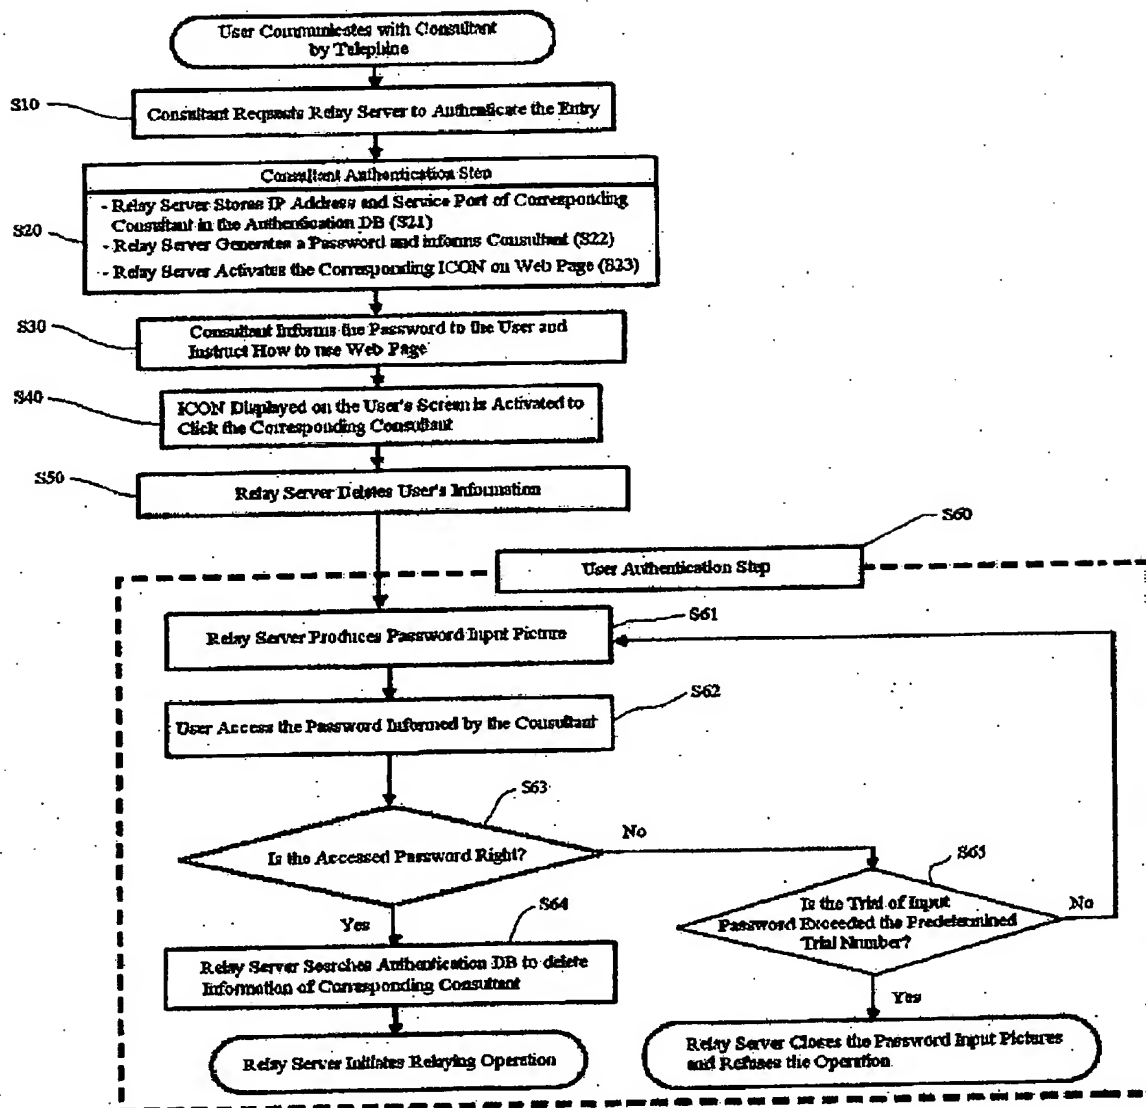 User Communicates with Consultant
by Telephine
S10
Consultant Requests Relay Server to Authenticate the Entry
Consultant Authentication Step
S20
- Relay Server Stores IP Address and Service Port of Corresponding
Consultant in the Authentication DB (S21)
- Relay Server Generates a Password and informs Consultant (S22)
- Relay Server Activates the Corresponding ICON on Web Page (S23)
S30
Consultant Informs the Password to the User and
Instruct How to use Web Page
S40
ICON Displayed on the User's Screen is Activated to
Click the Corresponding Consultant
S50
Relay Server Deletes User's Information
S60
User Authentication Step
Relay Server Produces Password Input Picture
S61
User Access the Password Informed by the Consultant
S62
S63
Is the Accessed Password Right?
No
S65
Is the Trial of Input
Password Exceeded the Predetermined
Trial Number?
No
Yes
S64
Relay Server Searches Authentication DB to delete
Information of Corresponding Consultant
Yes
Relay Server Initiates Relaying Operation
Relay Server Closes the Password Input Pictures
and Refuses the Operation